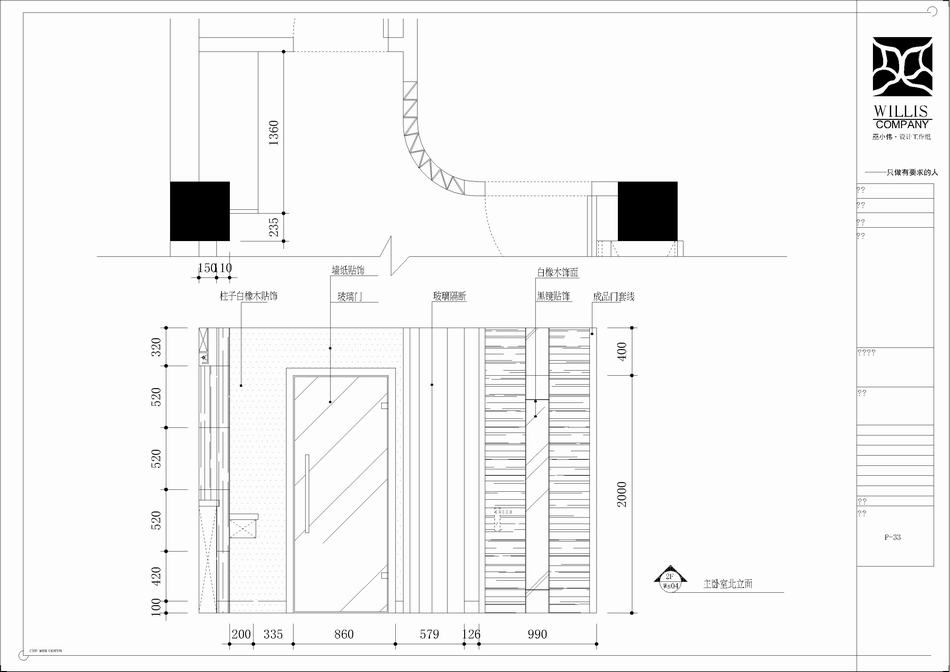 WILLIS
COMPANY
巫小伟·设计工作组
——只做有要求的人
??
??
??
??
????
??
??
??
P-33
1360
235
150
110
墙纸贴饰
白橡木饰面
柱子白橡木贴饰
玻璃门
玻璃隔断
黑镜贴饰
成品门套线
320
520
520
520
420
100
400
2000
200
335
860
579
126
990
2F
Ws04
主卧室北立面